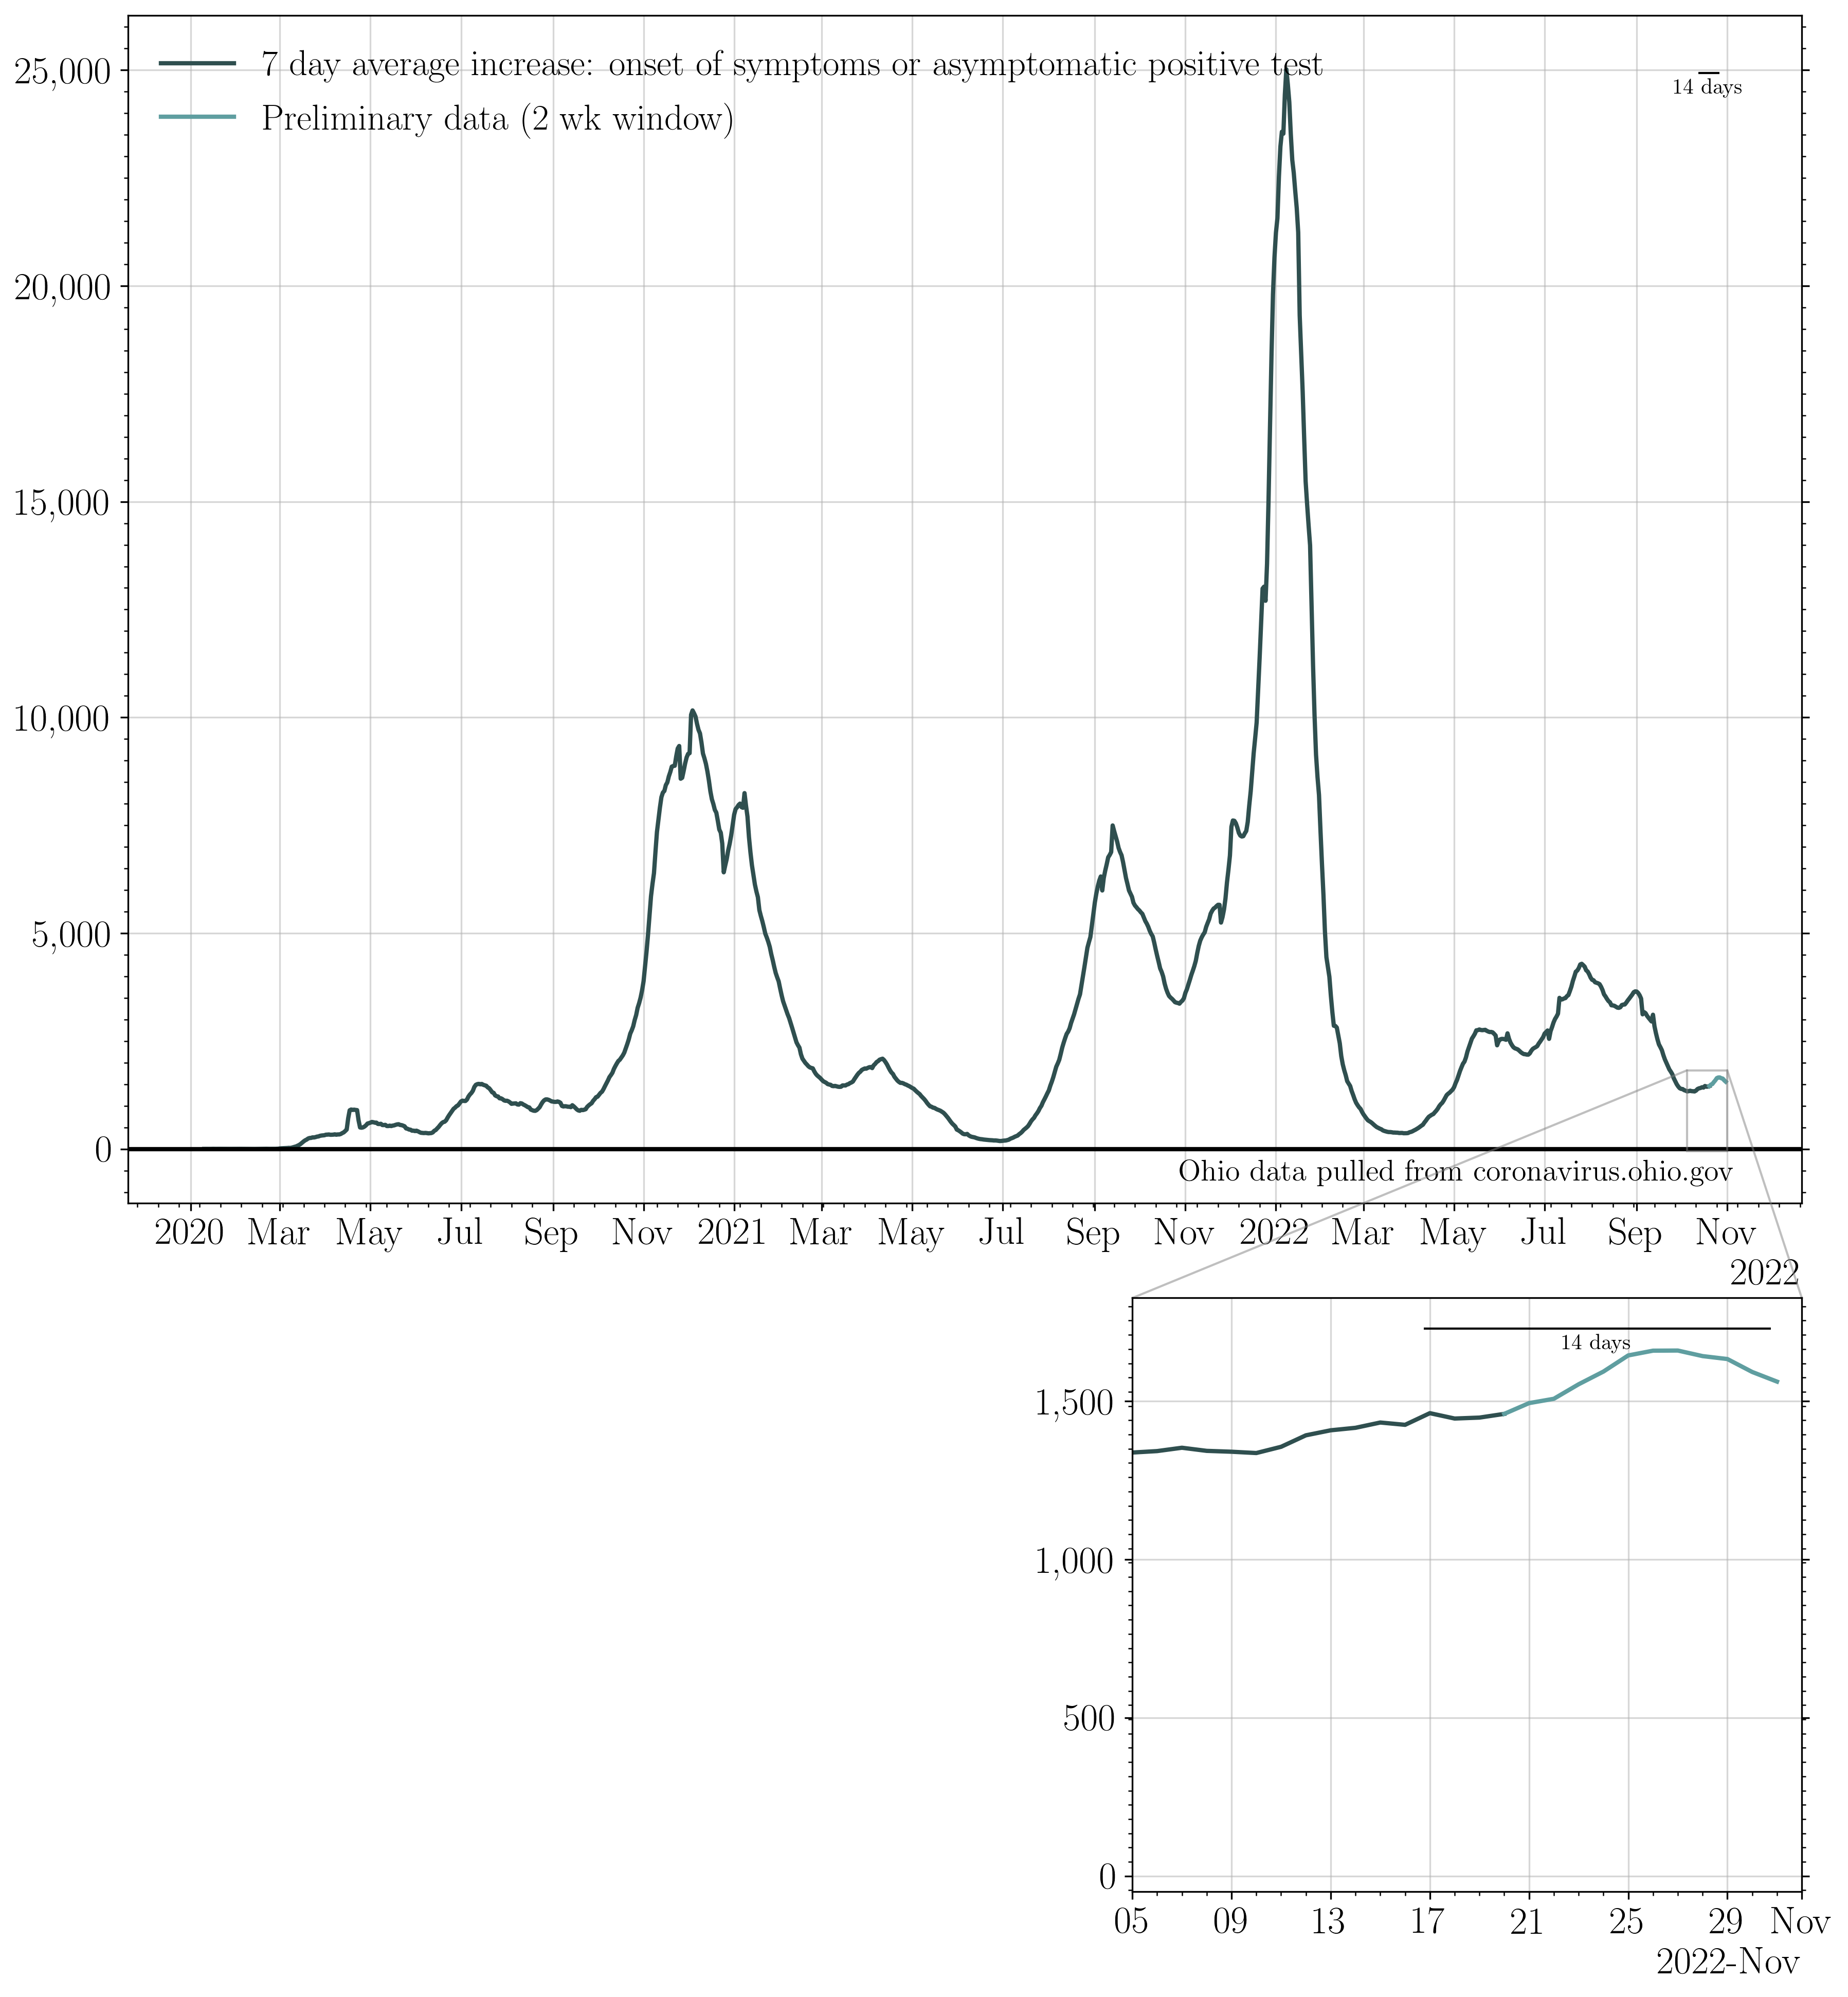 7 day average increase: onset of symptoms or asymptomatic positive test
Preliminary data (2 wk window)
14 days
25,000
20,000
15,000
10,000
5,000
0
Ohio data pulled from coronavirus.ohio.gov
2020 Mar May Jul Sep Nov 2021 Mar May Jul Sep Nov 2022 Mar May Jul Sep Nov
2022
14 days
1,500
1,000
500
0
05 09 13 17 21 25 29 Nov
2022-Nov